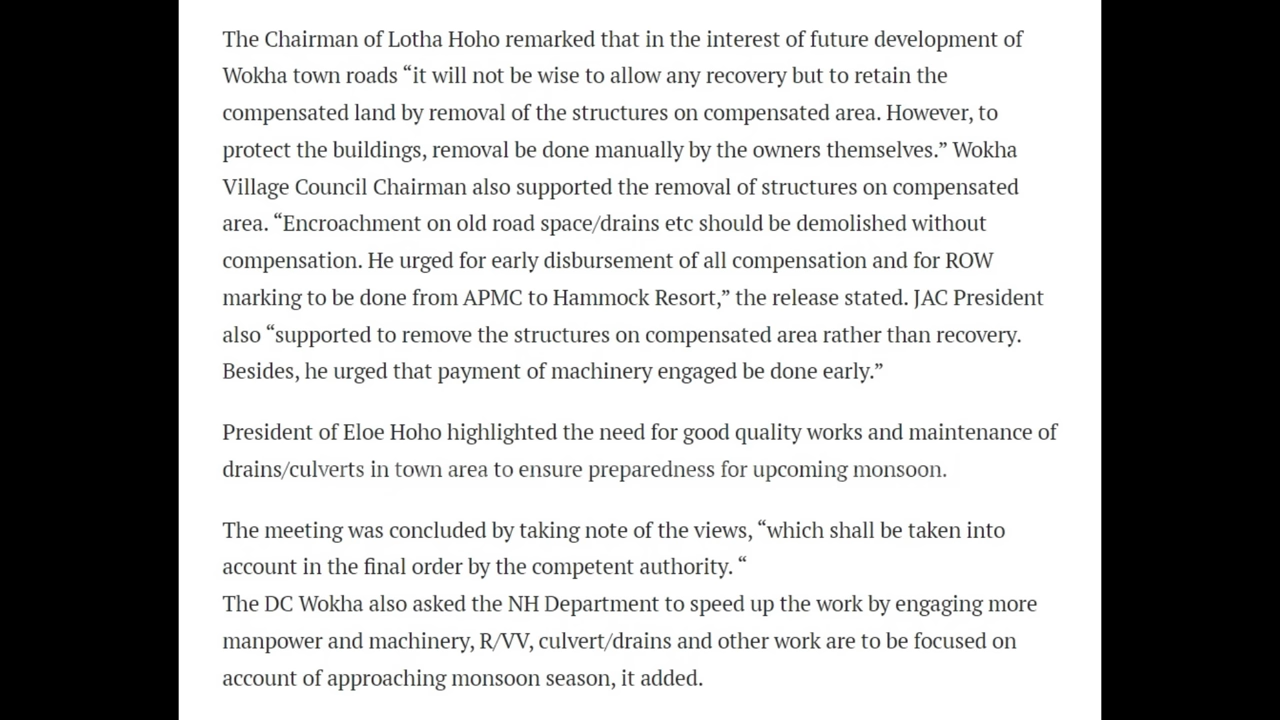 The Chairman of Lotha Hoho remarked that in the interest of future development of
Wokha town roads “it will not be wise to allow any recovery but to retain the
compensated land by removal of the structures on compensated area. However, to
protect the buildings, removal be done manually by the owners themselves.” Wokha
Village Council Chairman also supported the removal of structures on compensated
area. “Encroachment on old road space/drains etc should be demolished without
compensation. He urged for early disbursement of all compensation and for ROW
marking to be done from APMC to Hammock Resort,” the release stated. JAC President
also “supported to remove the structures on compensated area rather than recovery.
Besides, he urged that payment of machinery engaged be done early.”
President of Eloe Hoho highlighted the need for good quality works and maintenance of
drains/culverts in town area to ensure preparedness for upcoming monsoon.
The meeting was concluded by taking note of the views, “which shall be taken into
account in the final order by the competent authority. “
The DC Wokha also asked the NH Department to speed up the work by engaging more
manpower and machinery, R/VV, culvert/drains and other work are to be focused on
account of approaching monsoon season, it added.